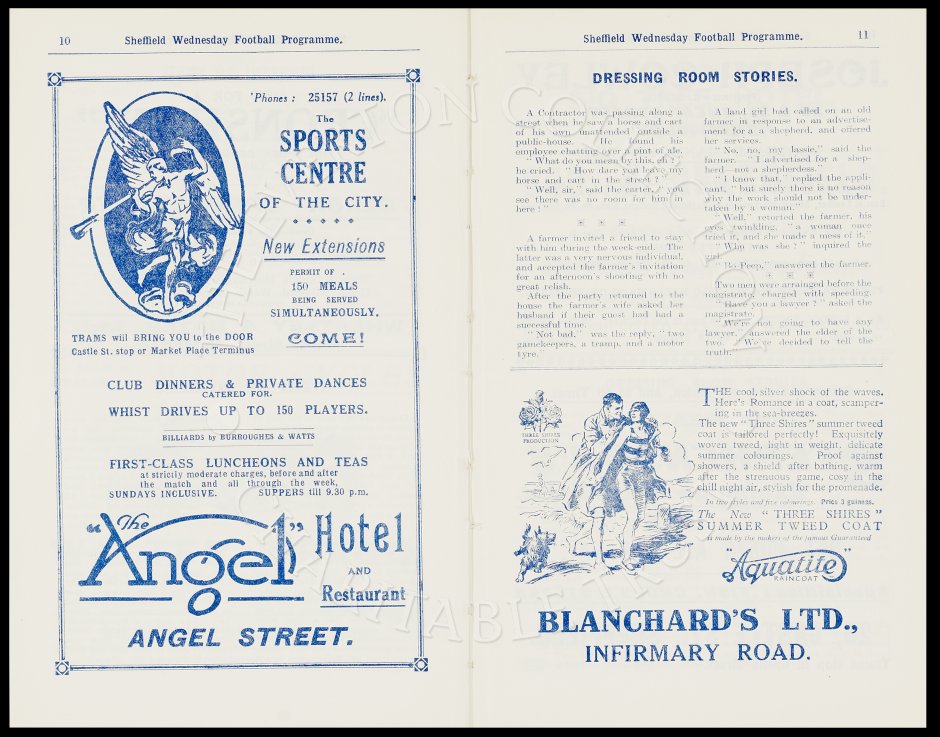 10
Sheffield Wednesday Football Programme.
'Phones: 25157 (2 lines).
The
SPORTS
CENTRE
OF THE CITY.
New Extensions
PERMIT OF .
150 MEALS
BEING SERVED
SIMULTANEOUSLY.
COME!
TRAMS will BRING YOU to the DOOR
Castle St. stop or Market Place Terminus
CLUB DINNERS & PRIVATE DANCES
CATERED FOR.
WHIST DRIVES UP TO 150 PLAYERS.
BILLIARDS by BURROUGHES & WATTS
FIRST-CLASS LUNCHEONS AND TEAS
at strictly moderate charges, before and after
the match and all through the week,
SUNDAYS INCLUSIVE. SUPPERS till 9.30 p.m.
"The
Angel"
Hotel
AND
Restaurant
ANGEL STREET.
Sheffield Wednesday Football Programme.
11
DRESSING ROOM STORIES.
A Contractor was passing along a
street when he saw a horse and cart
of his own unattended outside a
public-house. He found his
employee chatting over a pint of ale.
"What do you mean by this, eh?"
he cried. "How dare you leave my
horse and cart in the street?"
"Well, sir," said the carter, "you
see there was no room for him in
here!"
A farmer invited a friend to stay
with him during the week-end. The
latter was a very nervous individual,
and accepted the farmer's invitation
for an afternoon's shooting with no
great relish.
After the party returned to the
house the farmer's wife asked her
husband if their guest had had a
successful time.
"Not bad," was the reply, "two
gamekeepers, a tramp, and a motor
tyre.
A land girl had called on an old
farmer in response to an advertise-
ment for a a shepherd, and offered
her services.
"No, no, my lassie," said the
farmer. "I advertised for a shep-
herd—not a shepherdess."
"I know that," replied the appli-
cant, "but surely there is no reason
why the work should not be under-
taken by a woman."
"Well," retorted the farmer, his
eyes twinkling, "a woman once
tried it, and she made a mess of it."
"Who was she?" inquired the
girl.
"Bo-Peep," answered the farmer.
Two men were arraigned before the
magistrate, charged with speeding.
"Have you a lawyer?" asked the
magistrate.
"We're not going to have any
lawyer," answered the elder of the
two. "We've decided to tell the
truth."
THREE SHIRES
PRODUCTION
THE cool, silver shock of the waves.
Here's Romance in a coat, scamper-
ing in the sea-breezes.
The new "Three Shires" summer tweed
coat is tailored perfectly! Exquisitely
woven tweed, light in weight, delicate
summer colourings. Proof against
showers, a shield after bathing, warm
after the strenuous game, cosy in the
chill night air, stylish for the promenade.
In two styles and five colourings. Price 3 guineas.
The New "THREE SHIRES"
SUMMER TWEED COAT
is made by the makers of the famous Guaranteed
"Aquatite"
RAINCOAT
BLANCHARD'S LTD.,
INFIRMARY ROAD.